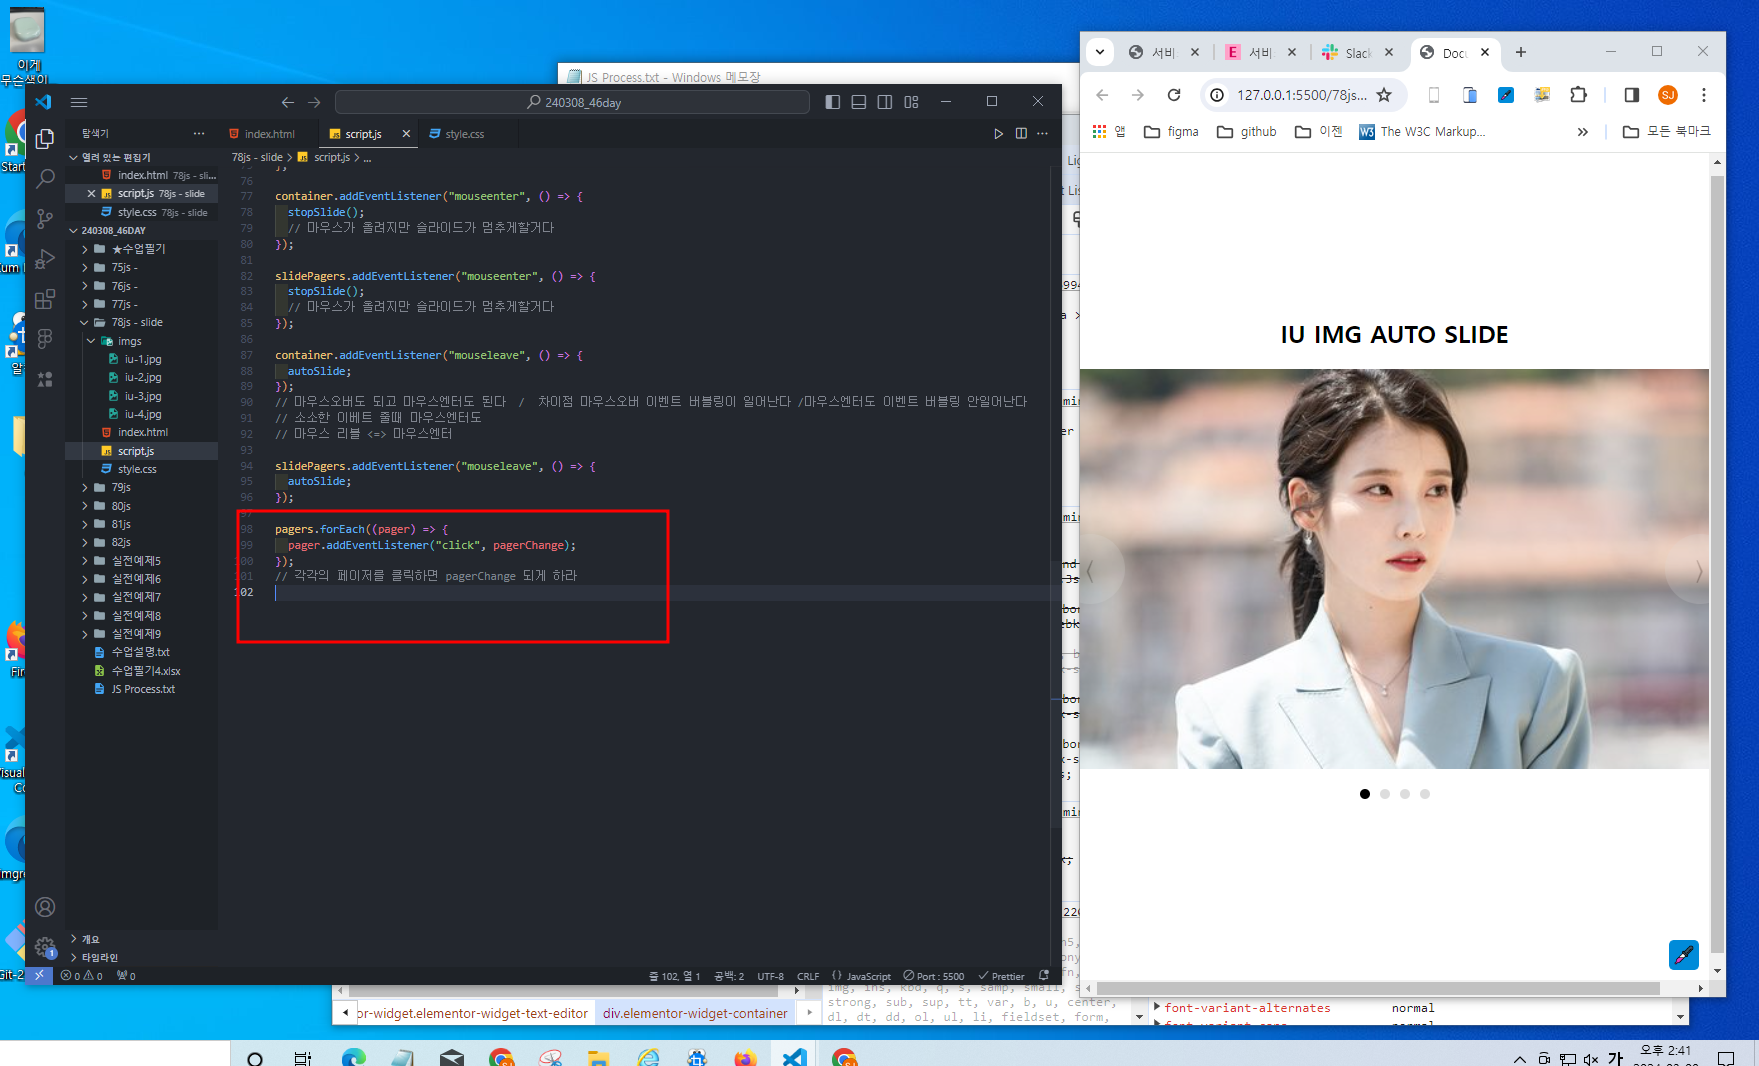 이게
무슨색이
JS Process.txt - Windows 메모장
240308_46day
탐색기
index.html
script.js
style.css
열려 있는 편집기
index.html 78js - sli...
script.js 78js - slide
style.css 78js - slide
240308_46DAY
★수업필기
75js -
76js -
77js -
78js - slide
imgs
iu-1.jpg
iu-2.jpg
iu-3.jpg
iu-4.jpg
index.html
script.js
style.css
79js
80js
81js
82js
실전예제5
실전예제6
실전예제7
실전예제8
실전예제9
수업설명.txt
수업필기4.xlsx
JS Process.txt
개요
타임라인
78js - slide > script.js > ...
76
77 container.addEventListener("mouseenter", () => {
78 stopSlide();
79 // 마우스가 올려지만 슬라이드가 멈추게할거다
80 });
81
82 slidePagers.addEventListener("mouseenter", () => {
83 stopSlide();
84 // 마우스가 올려지만 슬라이드가 멈추게할거다
85 });
86
87 container.addEventListener("mouseleave", () => {
88 autoSlide;
89 });
90 // 마우스오버도 되고 마우스엔터도 된다 / 차이점 마우스오버 이벤트 버블링이 일어난다 /마우스엔터도 이벤트 버블링 안일어난다
91 // 소소한 이베트 줄때 마우스엔터도
92 // 마우스 리블 <=> 마우스엔터
93
94 slidePagers.addEventListener("mouseleave", () => {
95 autoSlide;
96 });
97
98 pagers.forEach((pager) => {
99 pager.addEventListener("click", pagerChange);
100 });
101 // 각각의 페이저를 클릭하면 pagerChange 되게 하라
102
0 0 0
줄 102, 열 1 공백: 2 UTF-8 CRLF {} JavaScript Port : 5500 Prettier
서비
서비
Slack
Docu
127.0.0.1:5500/78js...
SJ
앱 figma github 이젠 The W3C Markup... » 모든 북마크
IU IMG AUTO SLIDE
or-widget.elementor-widget-text-editor div.elementor-widget-container
img, ins, kbd, q, s, samp, small, s
strong, sub, sup, tt, var, b, u, center,
dl, dt, dd, ol, ul, li, fieldset, form,
font-variant-alternates normal
오후 2:41